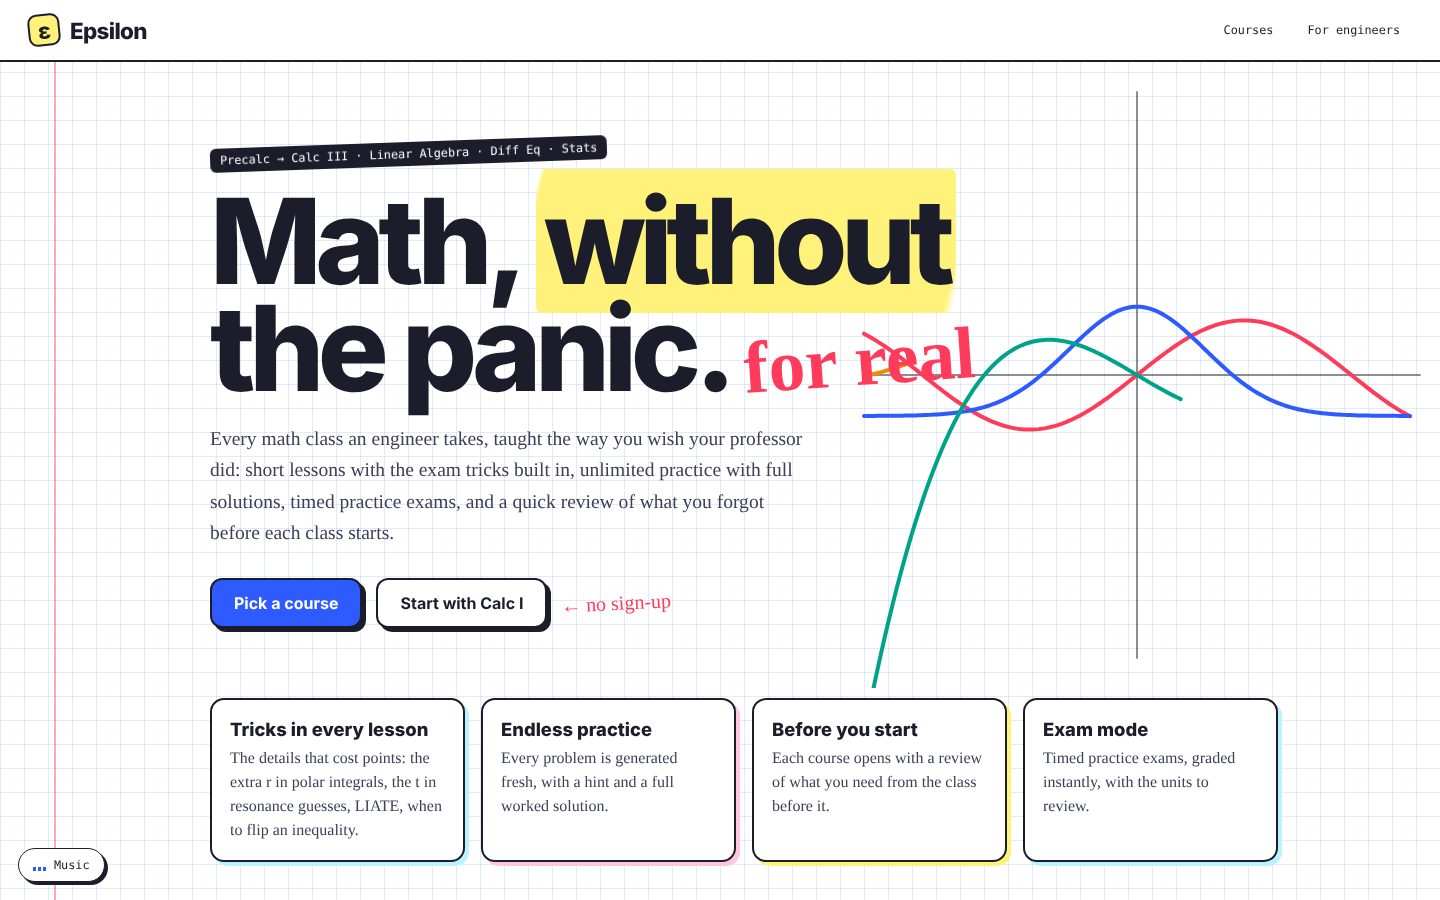 ε Epsilon
Courses For engineers
Precalc → Calc III · Linear Algebra · Diff Eq · Stats
Math, without
the panic. for real
Every math class an engineer takes, taught the way you wish your professor
did: short lessons with the exam tricks built in, unlimited practice with full
solutions, timed practice exams, and a quick review of what you forgot
before each class starts.
Pick a course
Start with Calc I
← no sign-up
Tricks in every lesson
The details that cost points: the
extra r in polar integrals, the t in
resonance guesses, LIATE, when
to flip an inequality.
Endless practice
Every problem is generated
fresh, with a hint and a full
worked solution.
Before you start
Each course opens with a review
of what you need from the class
before it.
Exam mode
Timed practice exams, graded
instantly, with the units to
review.
Music